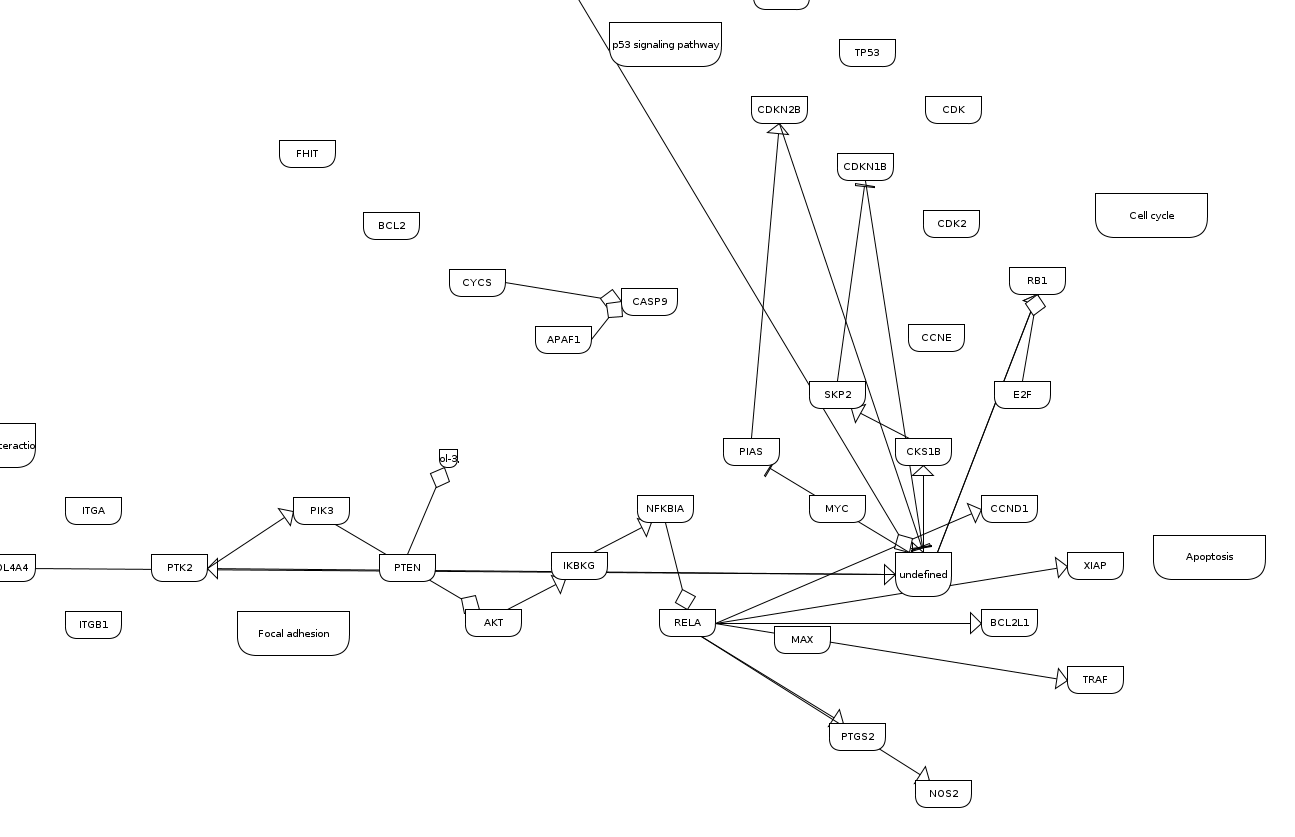 p53 signaling pathway
TP53
CDKN2B
CDK
FHIT
CDKN1B
Cell cycle
BCL2
CDK2
RB1
CYCS
CASP9
APAF1
CCNE
SKP2
E2F
teractio
PIAS
CKS1B
ol-3,
ITGA
PIK3
NFKBIA
MYC
CCND1
OL4A4
PTK2
PTEN
IKBKG
undefined
XIAP
Apoptosis
ITGB1
Focal adhesion
AKT
RELA
MAX
BCL2L1
TRAF
PTGS2
NOS2